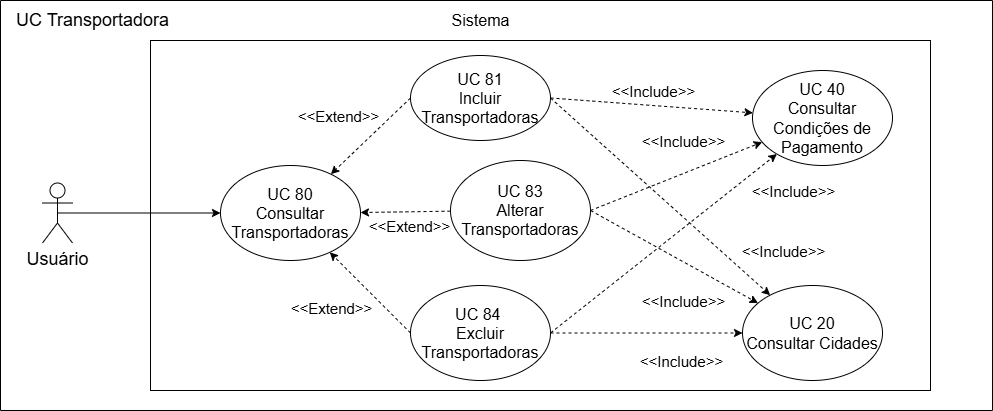 UC Transportadora
Sistema
UC 81
Incluir
Transportadoras
<<Include>>
UC 40
Consultar
Condições de
Pagamento
<<Extend>>
<<Include>>
UC 80
Consultar
Transportadoras
UC 83
Alterar
Transportadoras
<<Include>>
<<Extend>>
Usuário
<<Include>>
<<Extend>>
<<Include>>
UC 84
Excluir
Transportadoras
UC 20
Consultar Cidades
<<Include>>